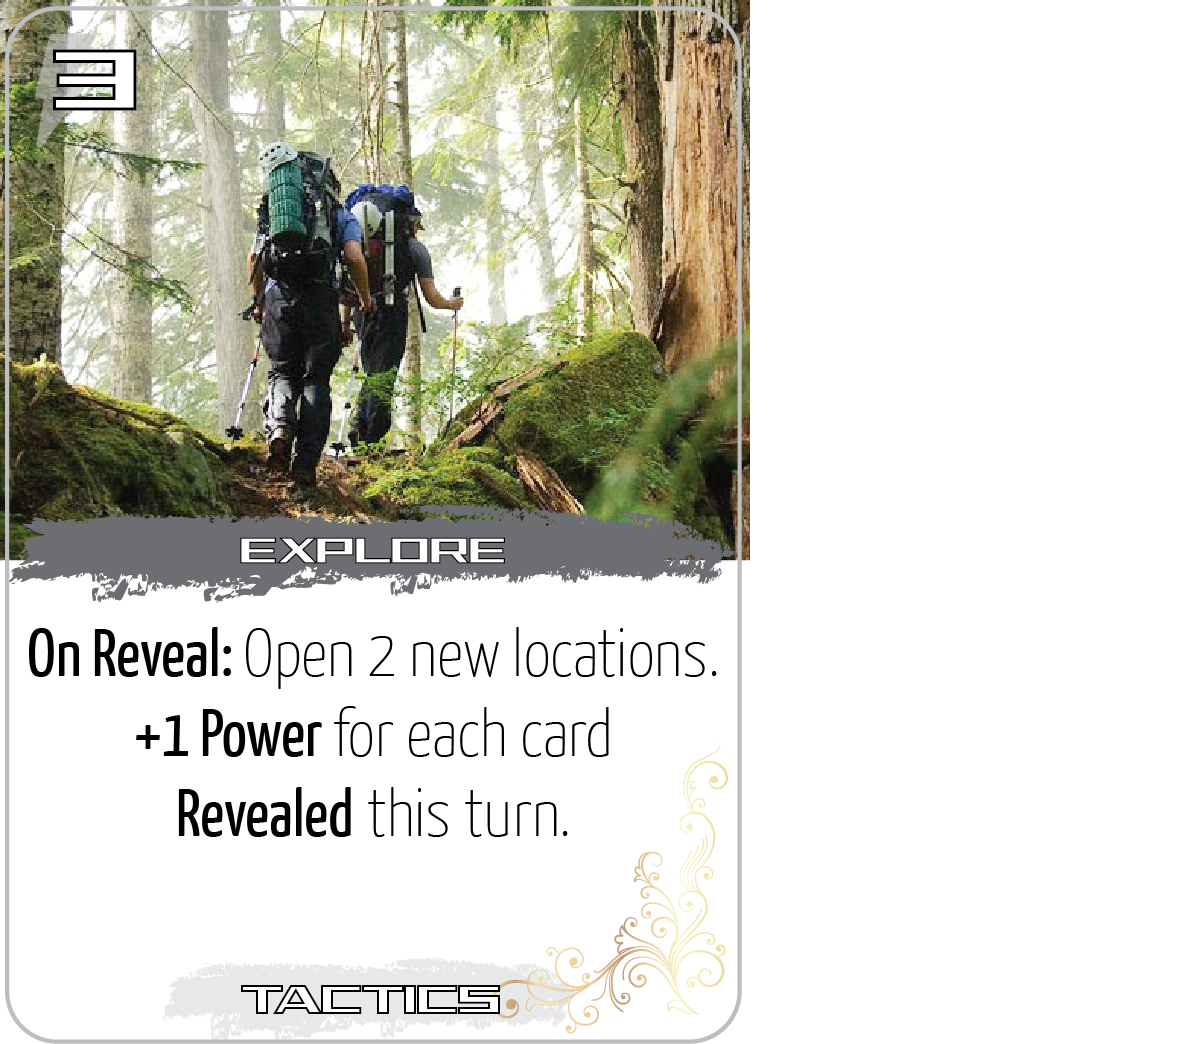 3
EXPLORE
On Reveal: Open 2 new locations.
+1 Power for each card
Revealed this turn.
TACTICS